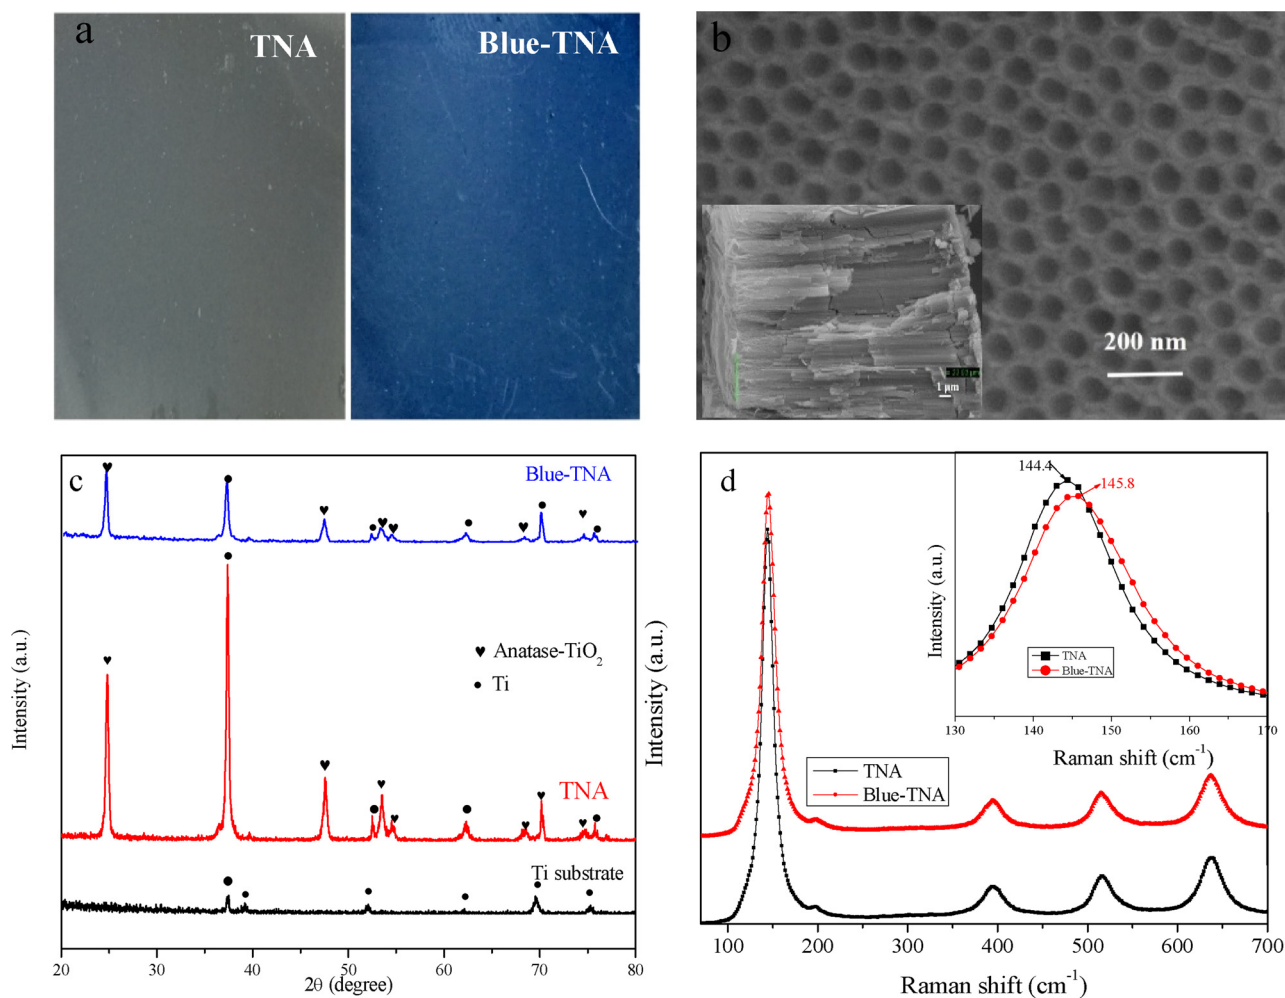 a
TNA
Blue-TNA
b
200 nm
1 μm
c
Blue-TNA
Anatase-TiO2
Ti
TNA
Ti substrate
Intensity (a.u.)
20
30
40
50
60
70
80
2θ (degree)
d
144.4
145.8
Intensity (a.u.)
TNA
Blue-TNA
130
140
150
160
170
Raman shift (cm-1)
TNA
Blue-TNA
Intensity (a.u.)
100
200
300
400
500
600
700
Raman shift (cm-1)